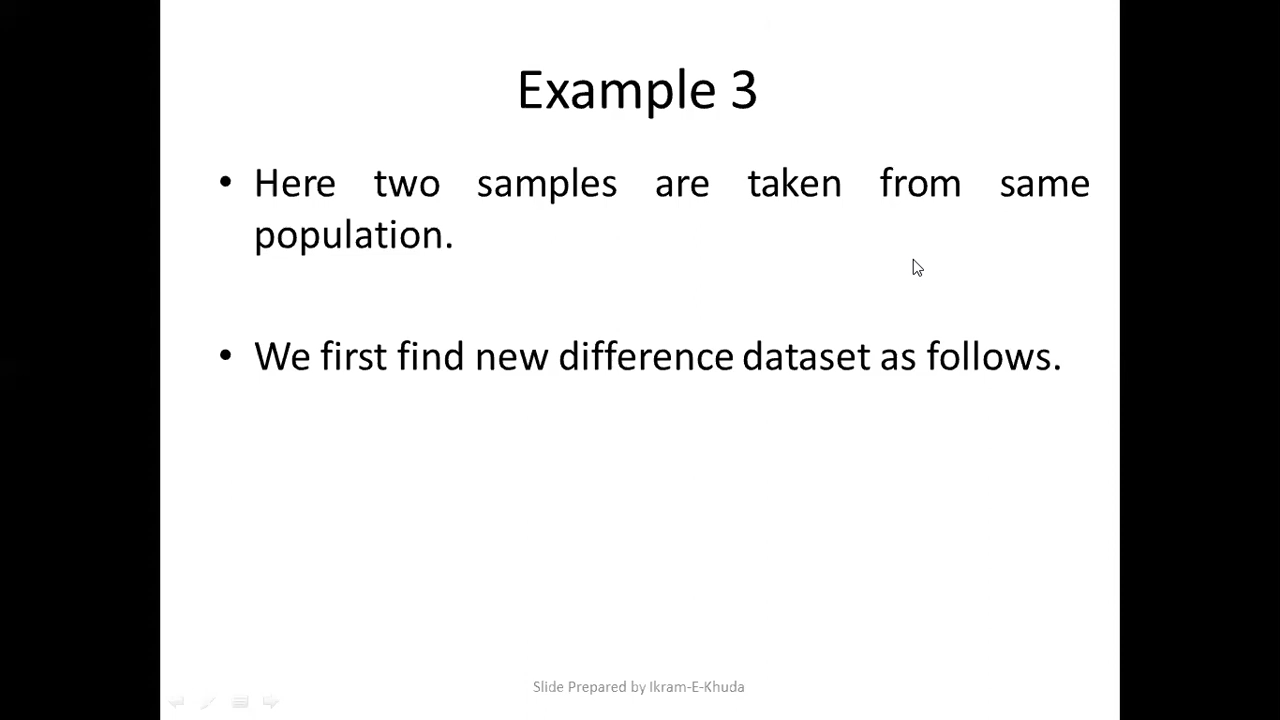 Example 3
• Here two samples are taken from same
population.
• We first find new difference dataset as follows.
Slide Prepared by Ikram-E-Khuda